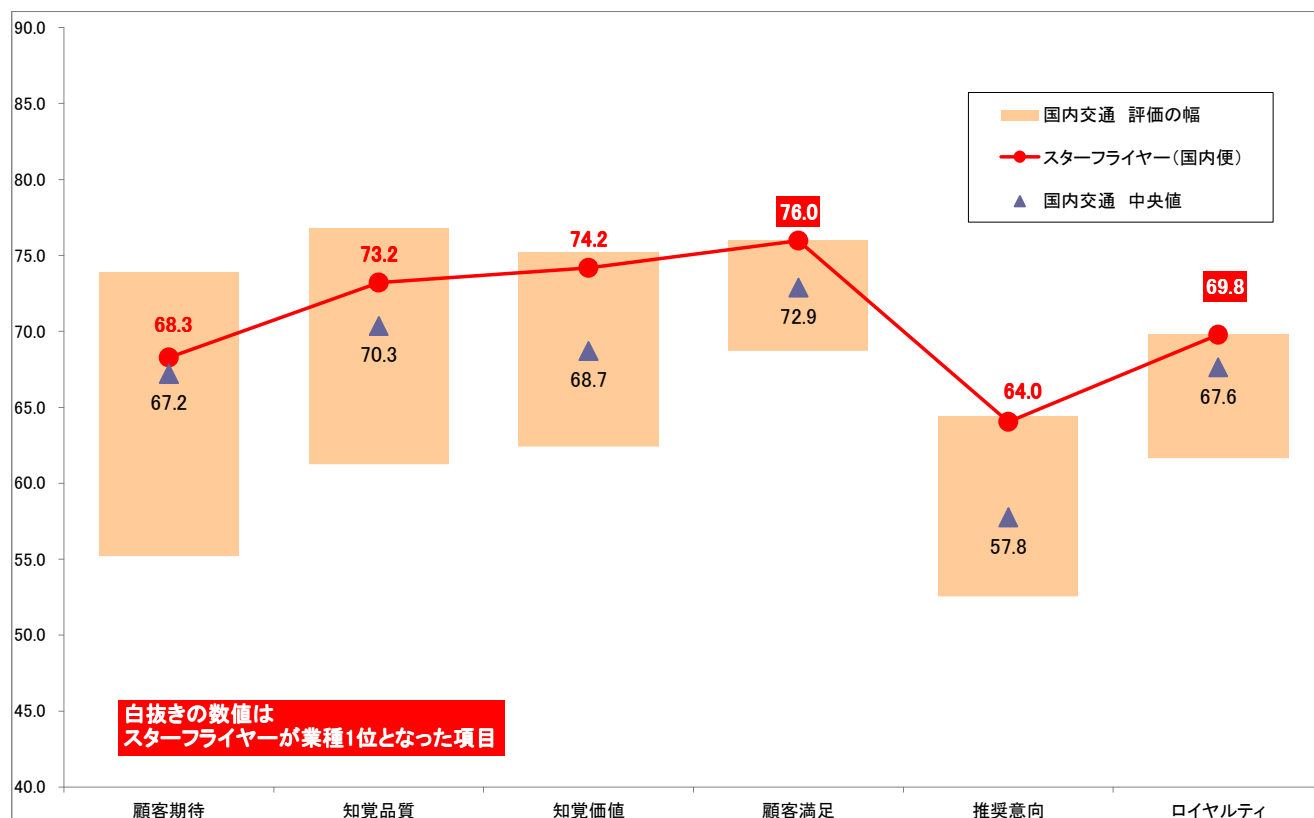 90.0
85.0
80.0
75.0
70.0
65.0
60.0
55.0
50.0
45.0
40.0
国内交通 評価の幅
スターフライヤー(国内便)
国内交通 中央値
68.3
73.2
74.2
76.0
64.0
69.8
67.2
70.3
68.7
72.9
57.8
67.6
白抜きの数値は
スターフライヤーが業種1位となった項目
顧客期待
知覚品質
知覚価値
顧客満足
推奨意向
ロイヤルティ